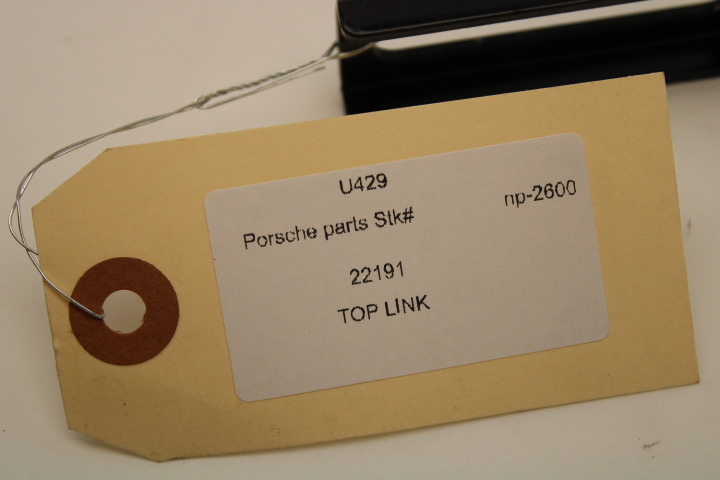 U429
Porsche parts Stk# np-2600
22191
TOP LINK